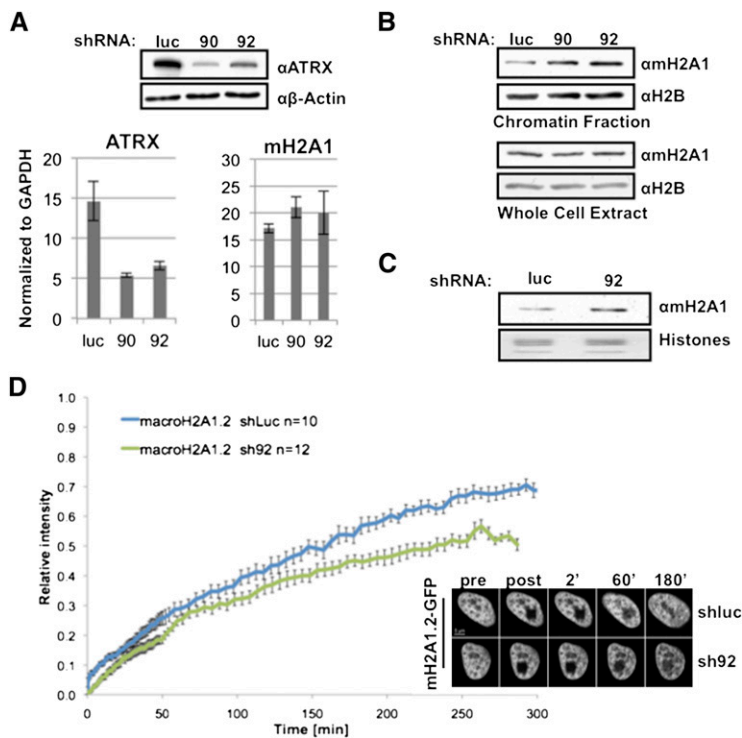 A
shRNA: luc 90 92
αATRX
αβ-Actin
ATRX
mH2A1
Normalized to GAPDH
20
15
10
5
0
luc 90 92
30
25
20
15
10
5
0
luc 90 92
B
shRNA: luc 90 92
αmH2A1
αH2B
Chromatin Fraction
αmH2A1
αH2B
Whole Cell Extract
C
shRNA: luc 92
αmH2A1
Histones
D
macroH2A1.2 shLuc n=10
macroH2A1.2 sh92 n=12
Relative intensity
1.0
0.9
0.8
0.7
0.6
0.5
0.4
0.3
0.2
0.1
0.0
0 50 100 150 200 250 300
Time [min]
pre post 2' 60' 180'
mH2A1.2-GFP
shluc
sh92